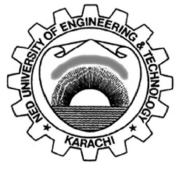 NED UNIVERSITY OF ENGINEERING & TECHNOLOGY
KARACHI